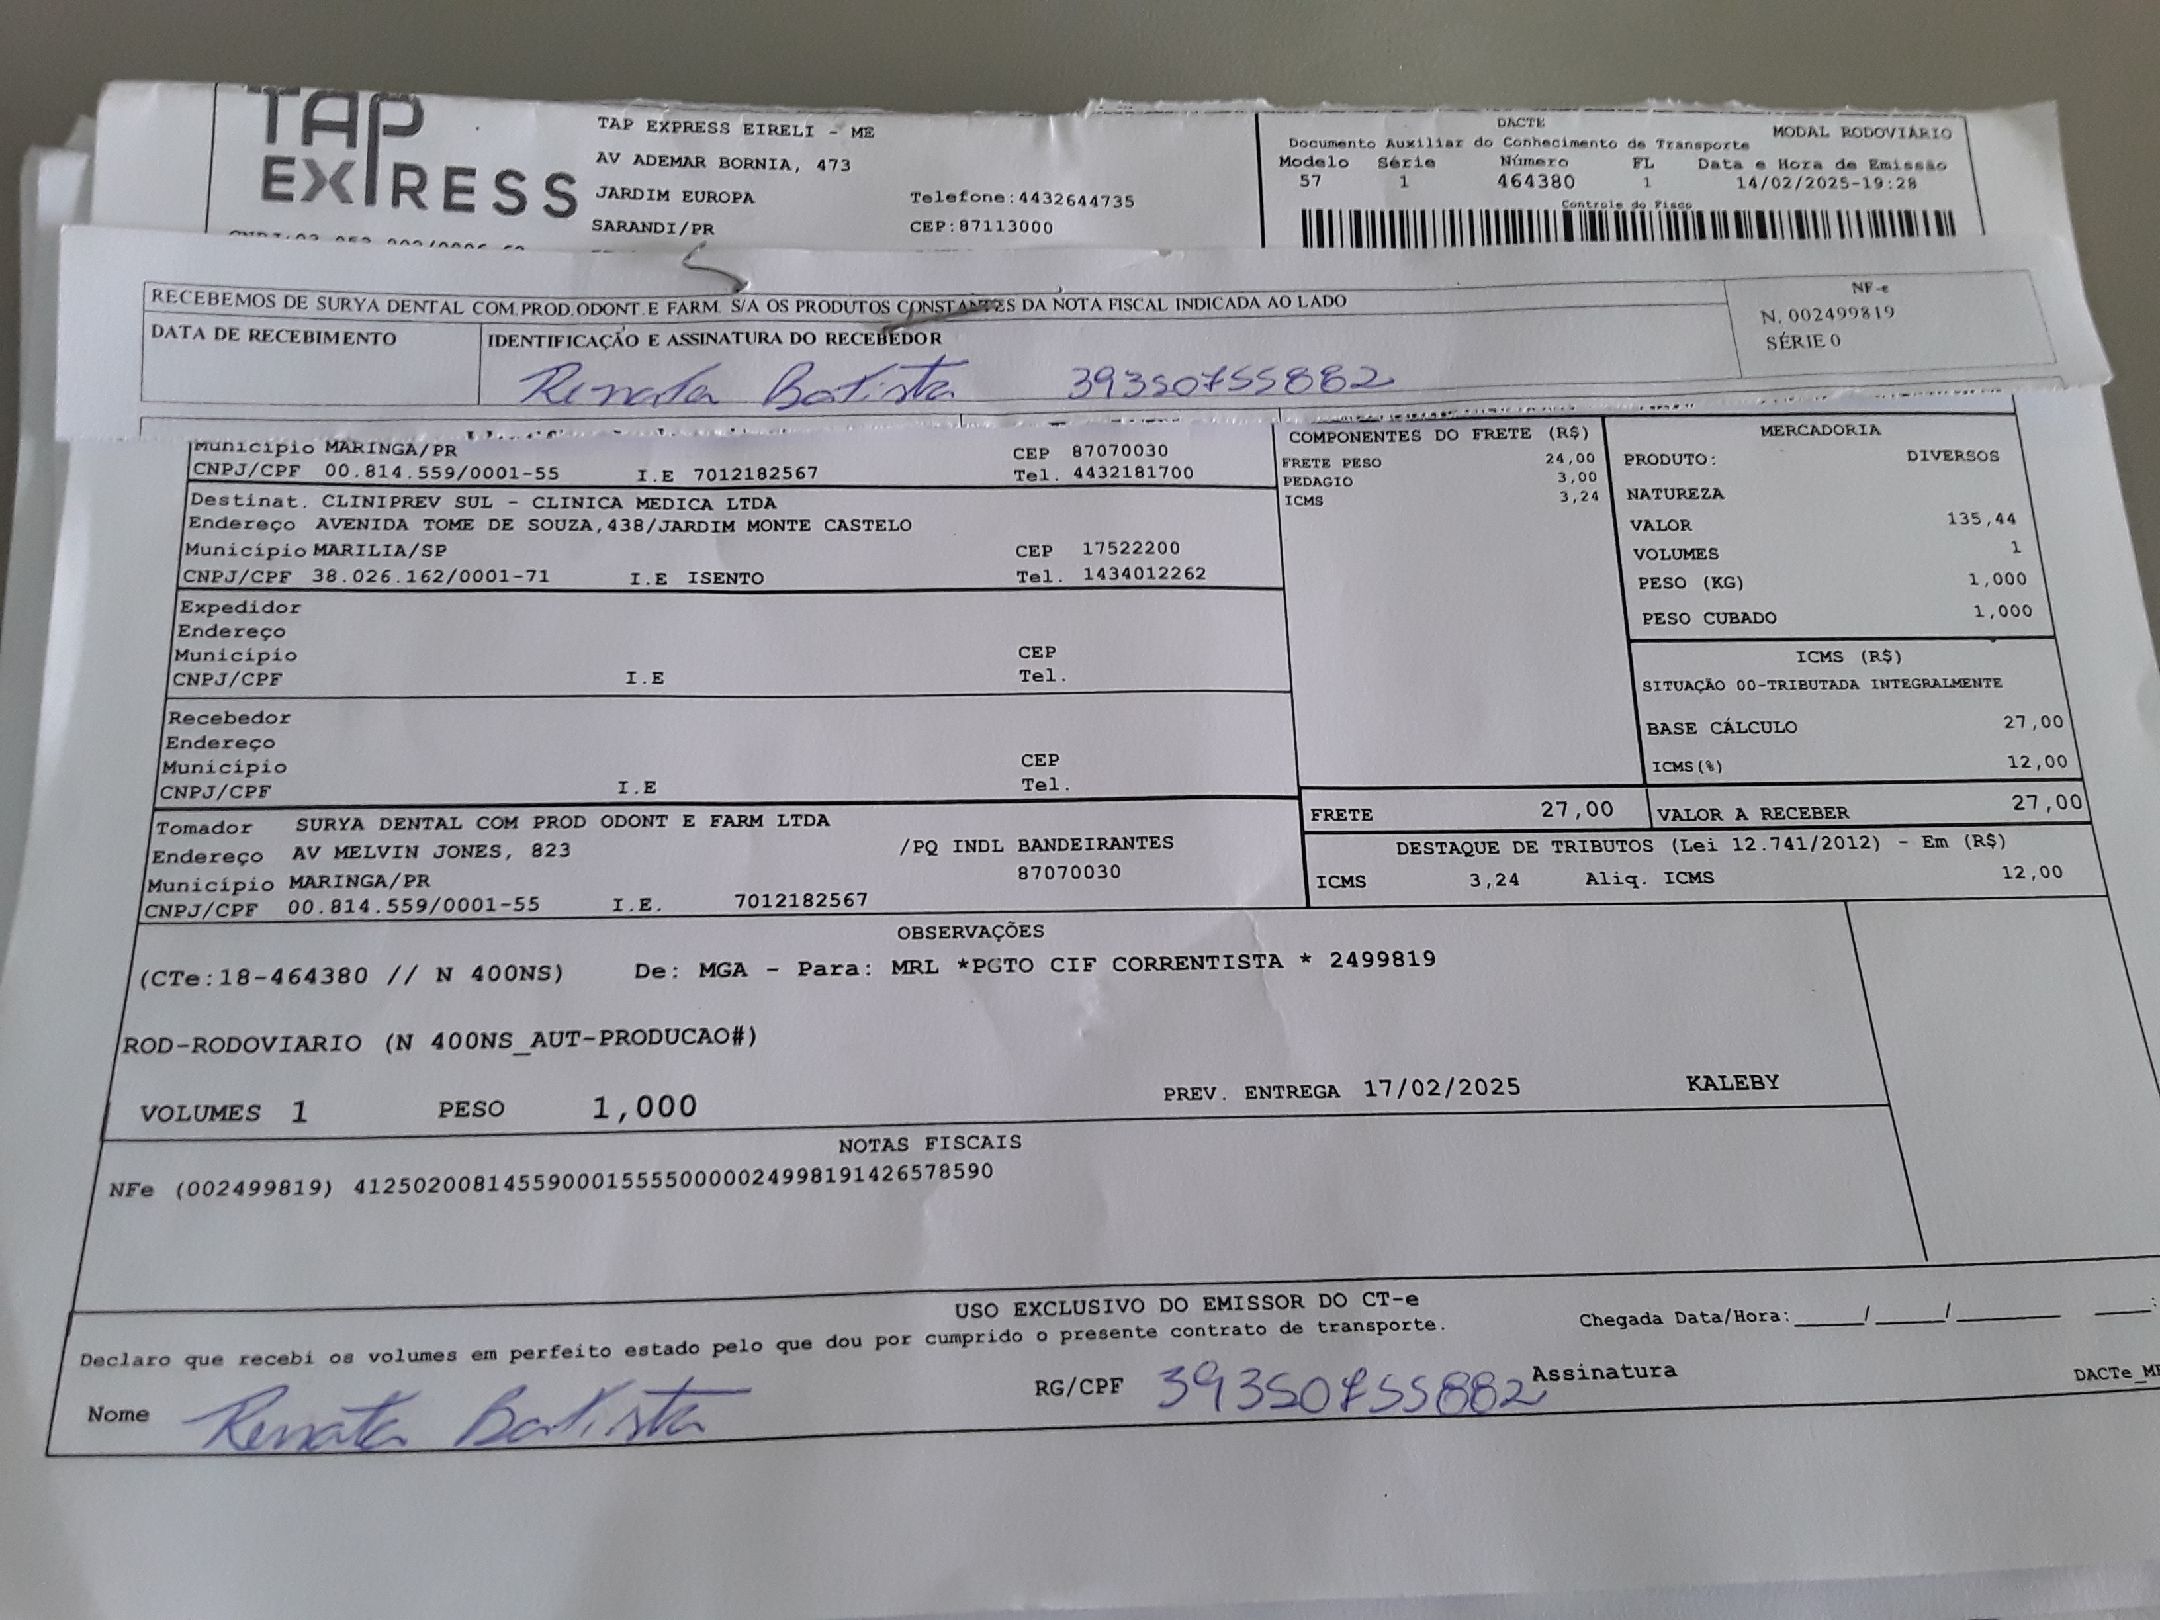 TAP
EXPRESS
TAP EXPRESS EIRELI - ME
AV ADEMAR BORNIA, 473
JARDIM EUROPA Telefone:4432644735
SARANDI/PR CEP:87113000
DACTE MODAL RODOVIÁRIO
Documento Auxiliar do Conhecimento de Transporte
Modelo Série Número FL Data e Hora de Emissão
57 1 464380 1 14/02/2025-19:28
Controle do Fisco
RECEBEMOS DE SURYA DENTAL COM.PROD.ODONT.E FARM. S/A OS PRODUTOS CONSTANTES DA NOTA FISCAL INDICADA AO LADO
NF-e
N. 002499819
SÉRIE 0
DATA DE RECEBIMENTO IDENTIFICAÇÃO E ASSINATURA DO RECEBEDOR
Renata Batista 39350755882
Município MARINGA/PR CEP 87070030
CNPJ/CPF 00.814.559/0001-55 I.E 7012182567 Tel. 4432181700
Destinat. CLINIPREV SUL - CLINICA MEDICA LTDA
Endereço AVENIDA TOME DE SOUZA,438/JARDIM MONTE CASTELO
Município MARILIA/SP CEP 17522200
CNPJ/CPF 38.026.162/0001-71 I.E ISENTO Tel. 1434012262
Expedidor
Endereço
Município CEP
CNPJ/CPF I.E Tel.
Recebedor
Endereço
Município CEP
CNPJ/CPF I.E Tel.
Tomador SURYA DENTAL COM PROD ODONT E FARM LTDA
Endereço AV MELVIN JONES, 823 /PQ INDL BANDEIRANTES
Município MARINGA/PR 87070030
CNPJ/CPF 00.814.559/0001-55 I.E. 7012182567
COMPONENTES DO FRETE (R$)
FRETE PESO 24,00
PEDAGIO 3,00
ICMS 3,24
MERCADORIA
PRODUTO: DIVERSOS
NATUREZA
VALOR 135,44
VOLUMES 1
PESO (KG) 1,000
PESO CUBADO 1,000
ICMS (R$)
SITUAÇÃO 00-TRIBUTADA INTEGRALMENTE
BASE CÁLCULO 27,00
ICMS(%) 12,00
FRETE 27,00 VALOR A RECEBER 27,00
DESTAQUE DE TRIBUTOS (Lei 12.741/2012) - Em (R$)
ICMS 3,24 Aliq. ICMS 12,00
OBSERVAÇÕES
(CTe:18-464380 // N 400NS) De: MGA - Para: MRL *PGTO CIF CORRENTISTA * 2499819
ROD-RODOVIARIO (N 400NS_AUT-PRODUCAO#)
VOLUMES 1 PESO 1,000 PREV. ENTREGA 17/02/2025 KALEBY
NOTAS FISCAIS
NFe (002499819) 41250200814559000155550000024998191426578590
USO EXCLUSIVO DO EMISSOR DO CT-e
Declaro que recebi os volumes em perfeito estado pelo que dou por cumprido o presente contrato de transporte. Chegada Data/Hora:_____/_____/________ ____:
Nome Renata Batista RG/CPF 39350755882 Assinatura